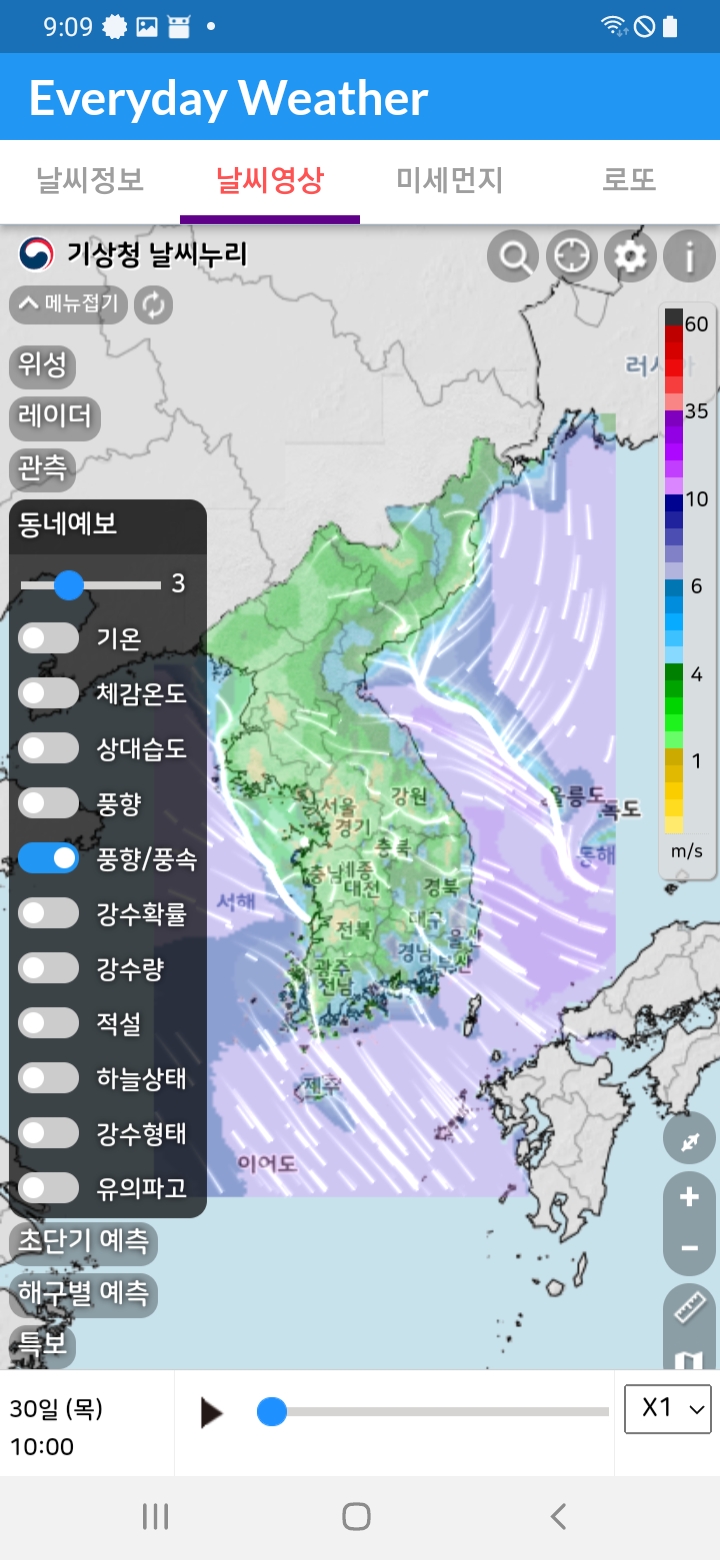 9:09
Everyday Weather
날씨정보 날씨영상 미세먼지 로또
기상청 날씨누리
메뉴접기
위성
레이더
관측
동네예보
3
기온
체감온도
상대습도
풍향
풍향/풍속
강수확률
강수량
적설
하늘상태
강수형태
유의파고
초단기 예측
해구별 예측
특보
60
35
10
6
4
1
m/s
울릉도
독도
동해
서울
경기
강원
충북
충남
세종
대전
경북
전북
대구
울산
경남
부산
광주
전남
서해
제주
이어도
30일 (목)
10:00
X1